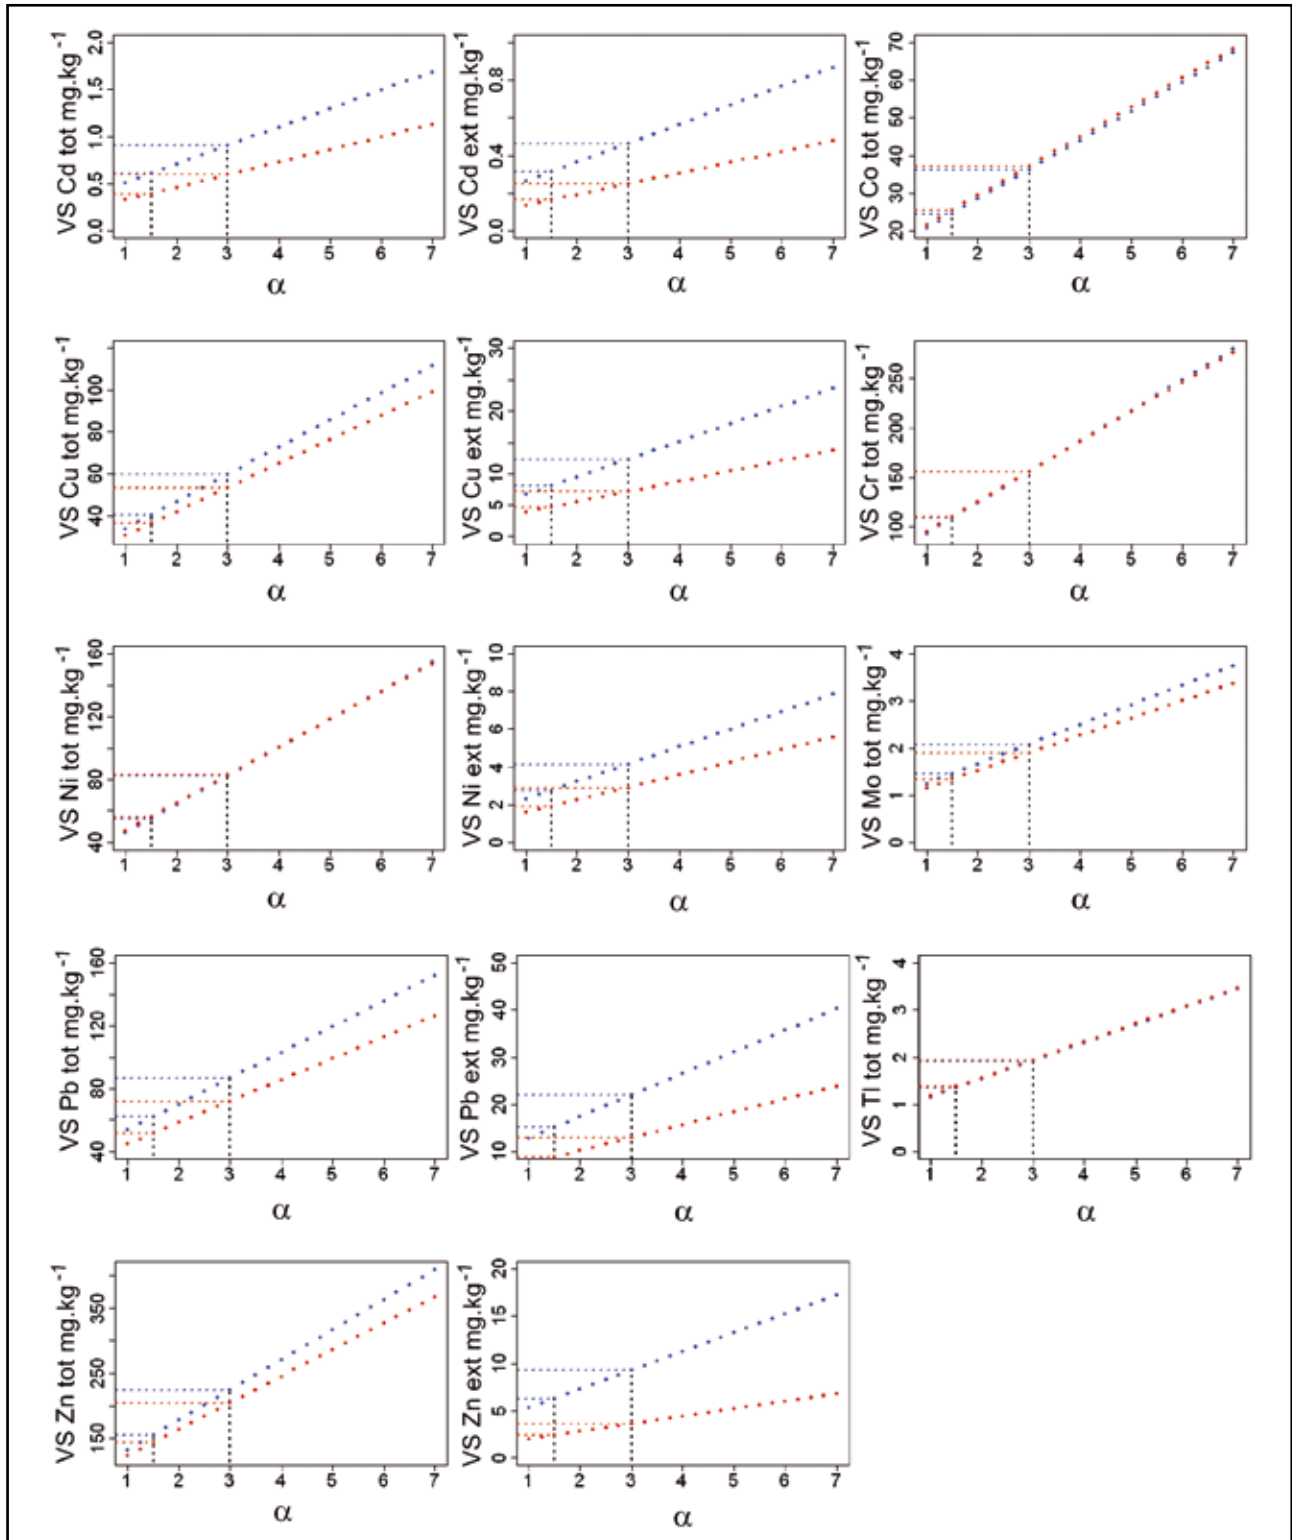 VS Cd tot mg.kg⁻¹
0.0 0.5 1.0 1.5 2.0
1 2 3 4 5 6 7
α
VS Cd ext mg.kg⁻¹
0.0 0.4 0.8
1 2 3 4 5 6 7
α
VS Co tot mg.kg⁻¹
20 30 40 50 60 70
1 2 3 4 5 6 7
α
VS Cu tot mg.kg⁻¹
40 60 80 100
1 2 3 4 5 6 7
α
VS Cu ext mg.kg⁻¹
0 5 10 20 30
1 2 3 4 5 6 7
α
VS Cr tot mg.kg⁻¹
100 150 200 250
1 2 3 4 5 6 7
α
VS Ni tot mg.kg⁻¹
40 80 120 160
1 2 3 4 5 6 7
α
VS Ni ext mg.kg⁻¹
0 2 4 6 8 10
1 2 3 4 5 6 7
α
VS Mo tot mg.kg⁻¹
0 1 2 3 4
1 2 3 4 5 6 7
α
VS Pb tot mg.kg⁻¹
40 80 120 160
1 2 3 4 5 6 7
α
VS Pb ext mg.kg⁻¹
10 20 30 40 50
1 2 3 4 5 6 7
α
VS Tl tot mg.kg⁻¹
0 1 2 3 4
1 2 3 4 5 6 7
α
VS Zn tot mg.kg⁻¹
150 250 350
1 2 3 4 5 6 7
α
VS Zn ext mg.kg⁻¹
0 5 10 15 20
1 2 3 4 5 6 7
α